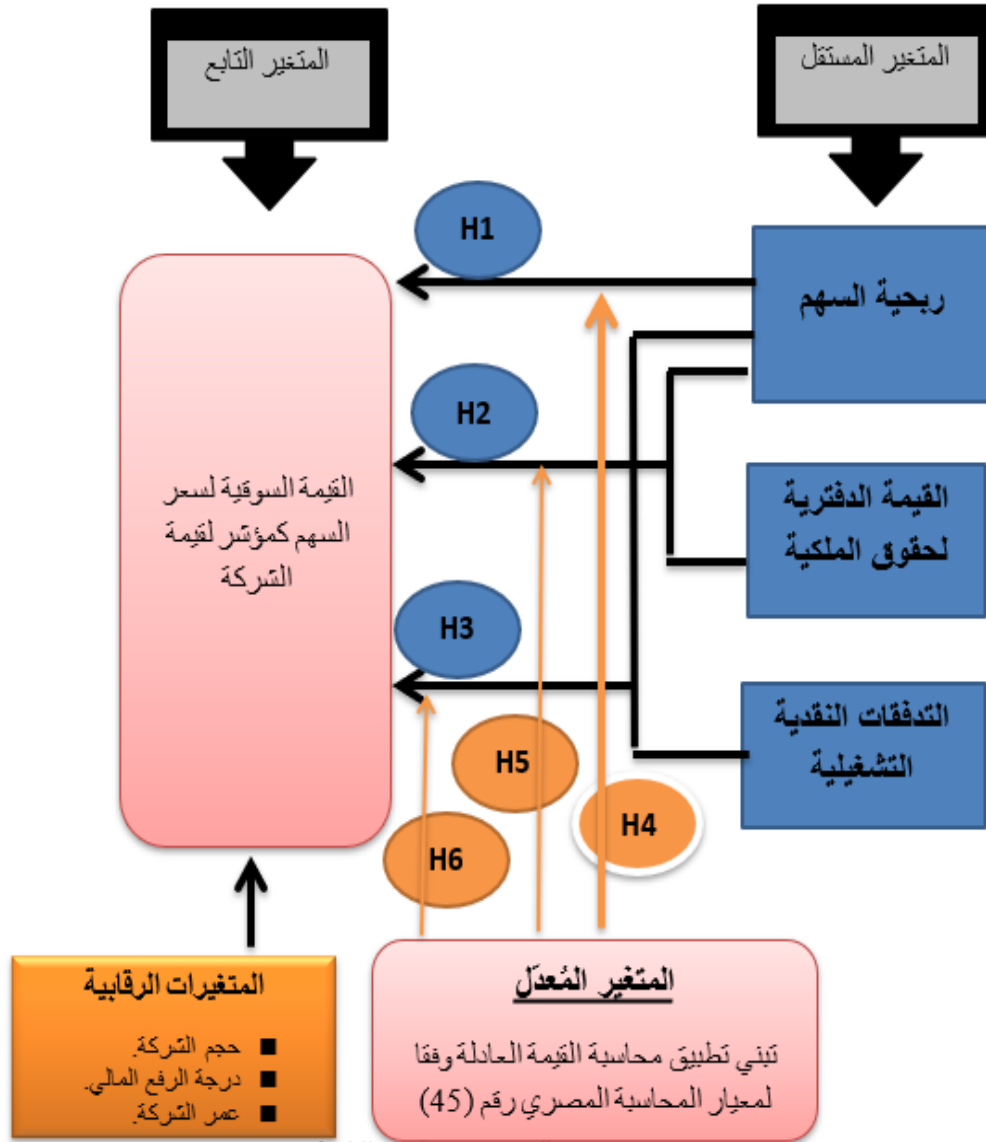 المتغير المستقل
المتغير التابع
H1
ربحية السهم
H2
القيمة الدفترية
لحقوق الملكية
القيمة السوقية لسعر
السهم كمؤشر لقيمة
الشركة
H3
التدفقات النقدية
التشغيلية
H5
H4
H6
المتغير المُعدّل
تبني تطبيق محاسبة القيمة العادلة وفقا
لمعيار المحاسبة المصري رقم (45)
المتغيرات الرقابية
■ حجم الشركة.
■ درجة الرفع المالي.
■ عمر الشركة.